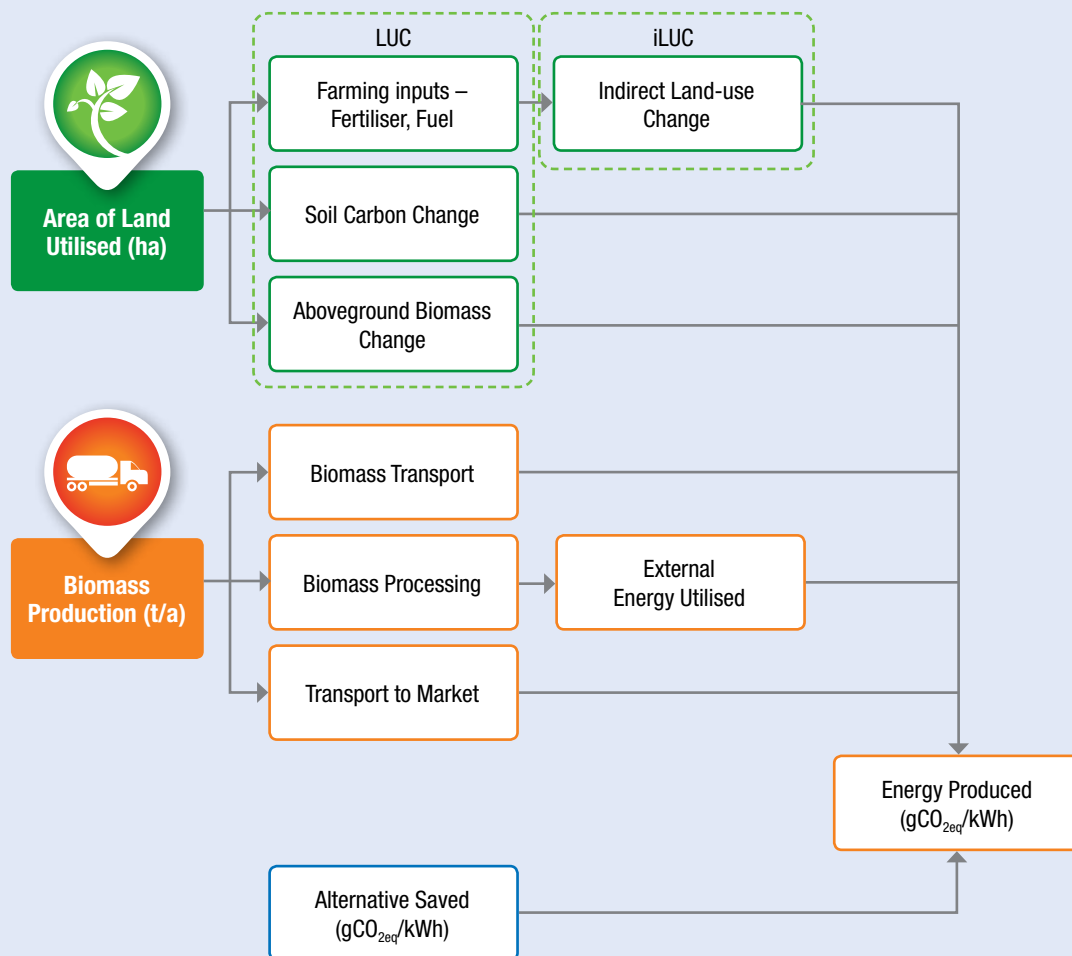 LUC
iLUC
Farming inputs –
Fertiliser, Fuel
Indirect Land-use
Change
Area of Land
Utilised (ha)
Soil Carbon Change
Aboveground Biomass
Change
Biomass Transport
Biomass
Production (t/a)
Biomass Processing
External
Energy Utilised
Transport to Market
Energy Produced
(gCO₂eq/kWh)
Alternative Saved
(gCO₂eq/kWh)